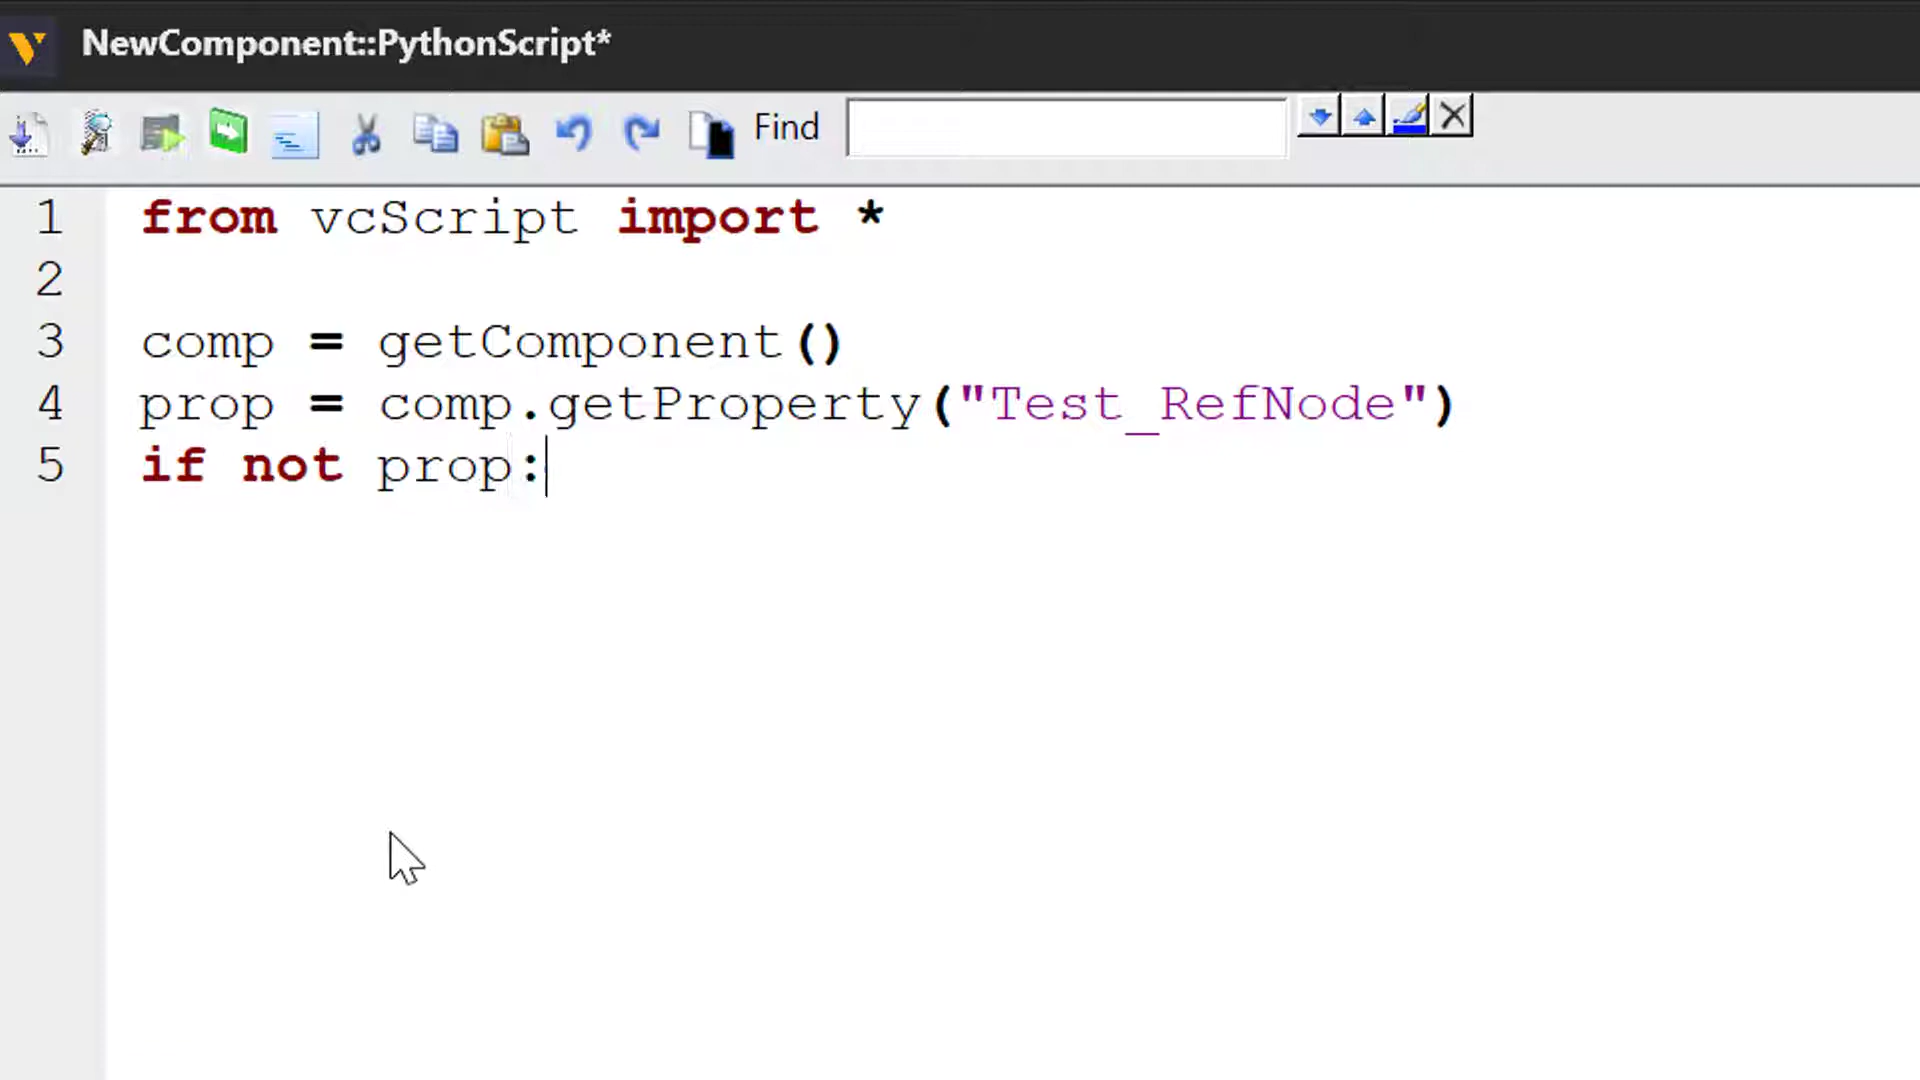 NewComponent::PythonScript*
Find
1 from vcScript import *
2
3 comp = getComponent()
4 prop = comp.getProperty("Test_RefNode")
5 if not prop: